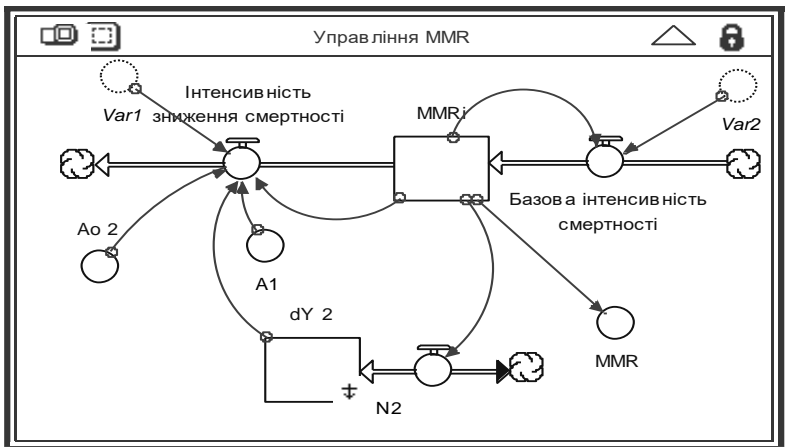 Управління MMR
Інтенсивність
Var1 зниження смертності
MMRi
Var2
Базова інтенсивність
смертності
Ao 2
A1
dY 2
MMR
N2